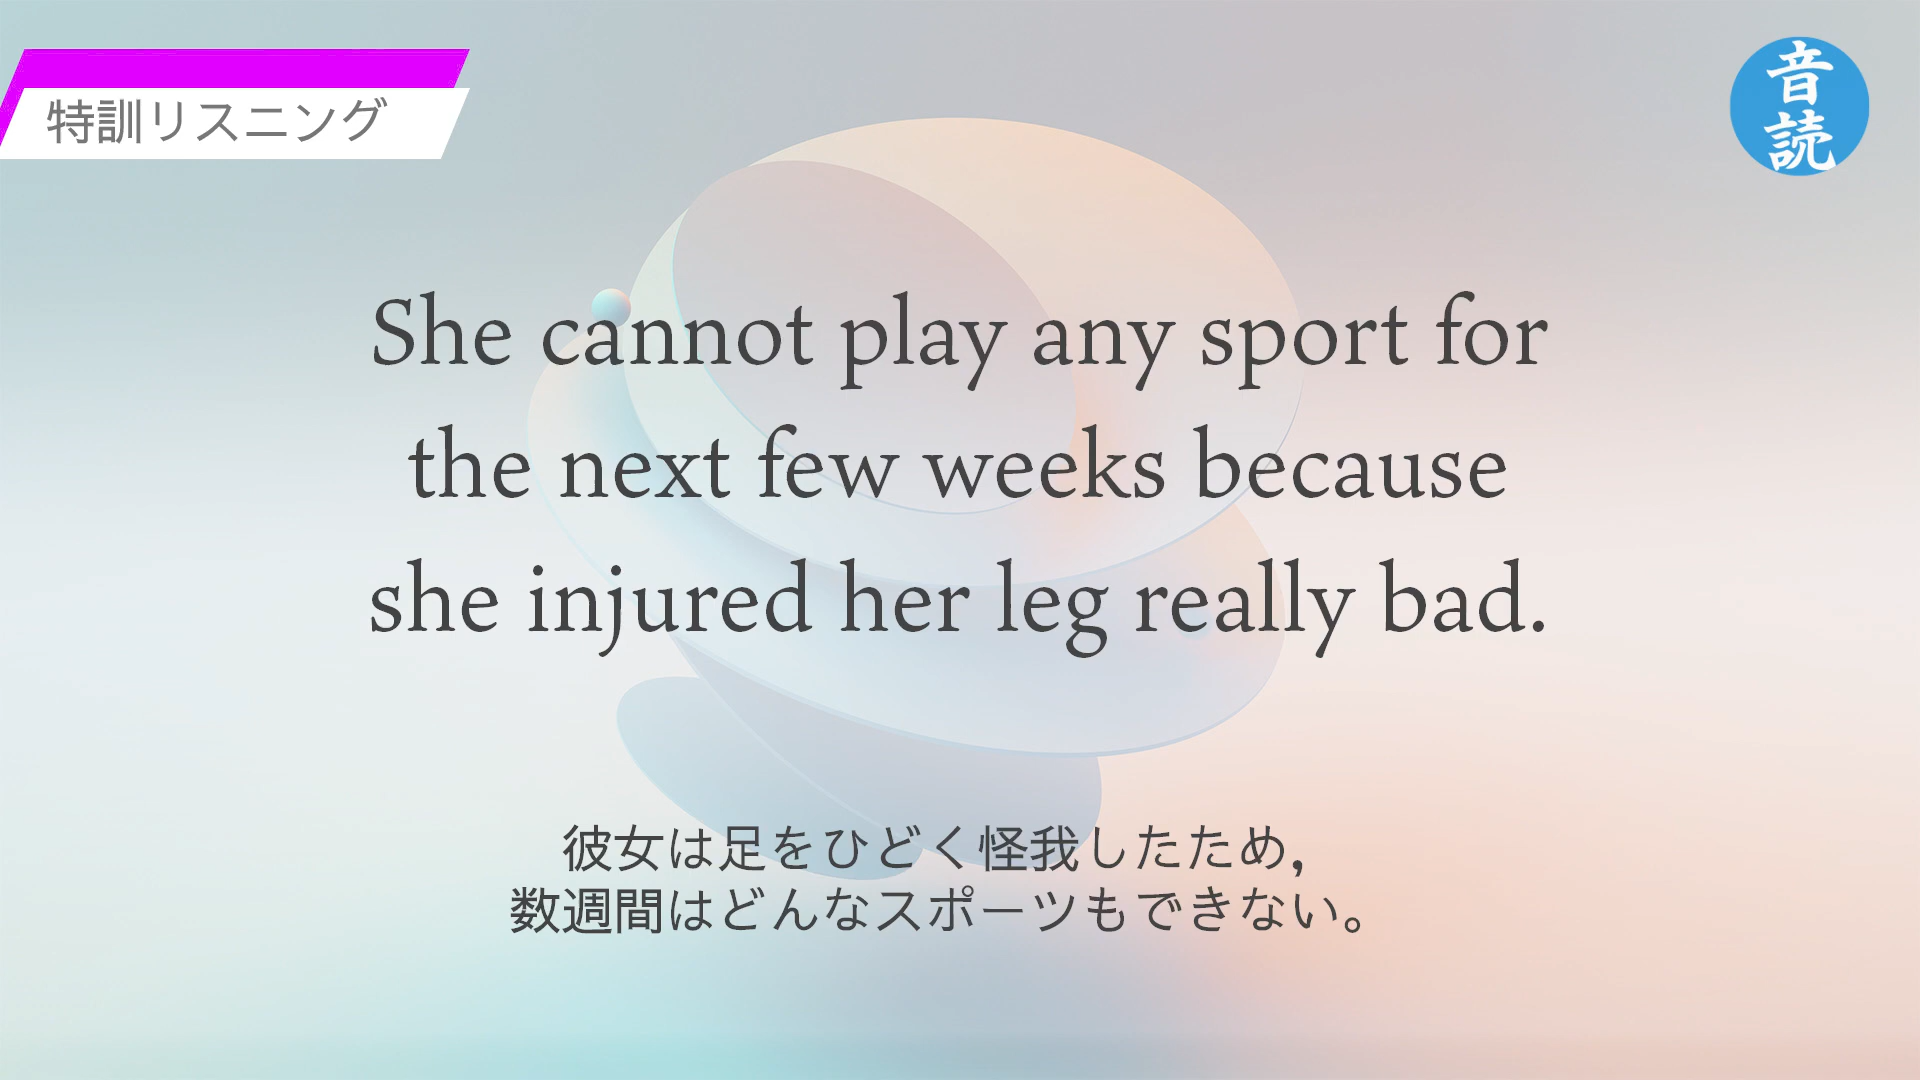 特訓リスニング
音読
She cannot play any sport for
the next few weeks because
she injured her leg really bad.
彼女は足をひどく怪我したため,
数週間はどんなスポーツもできない。